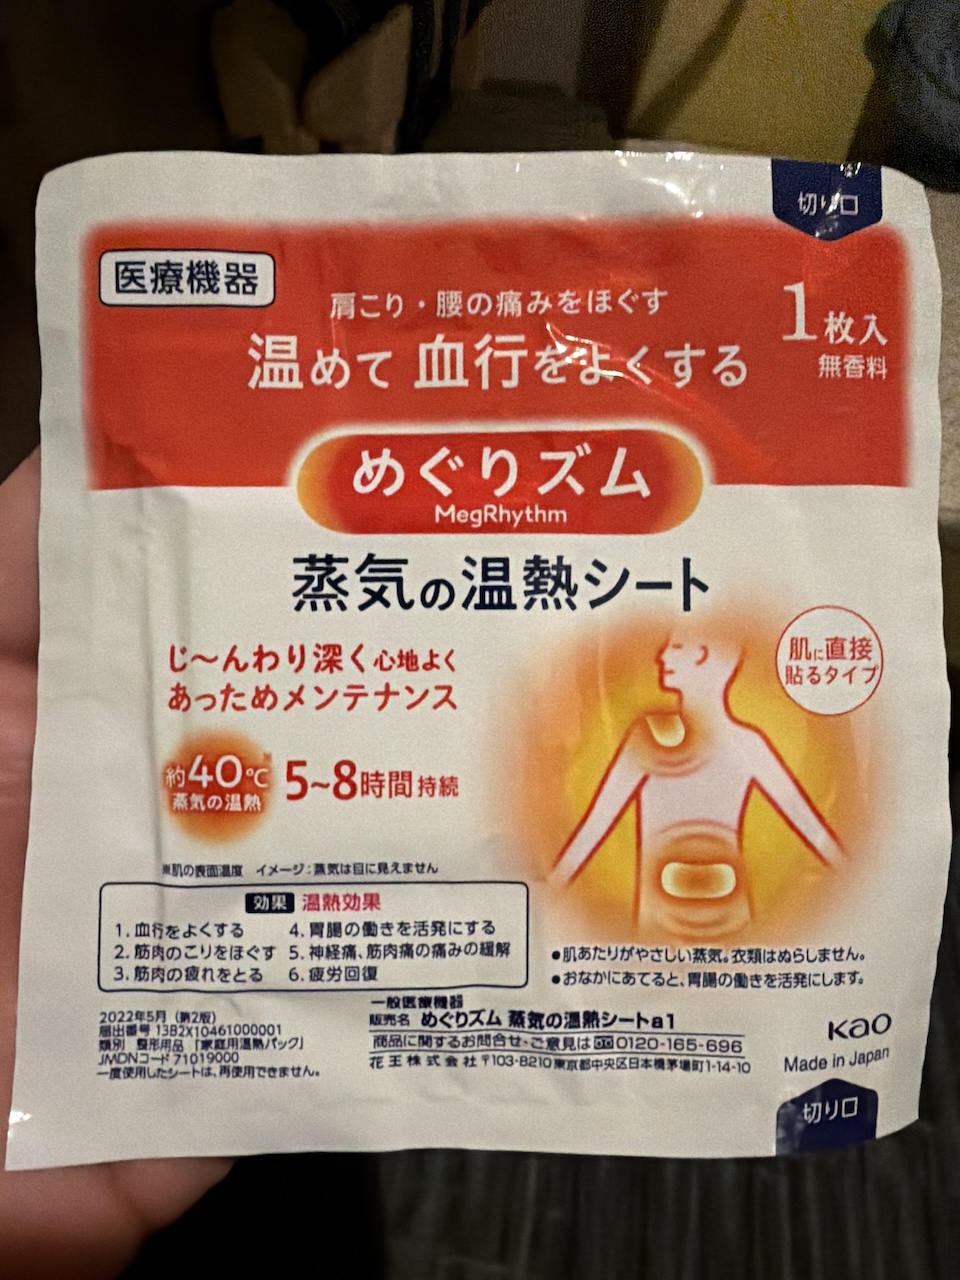 切り口
医療機器
肩こり・腰の痛みをほぐす
温めて 血行をよくする
1枚入
無香料
めぐりズム
MegRhythm
蒸気の温熱シート
じ〜んわり深く心地よく
あっためメンテナンス
肌に直接
貼るタイプ
約40℃※
蒸気の温熱
5~8時間持続
※肌の表面温度 イメージ:蒸気は目に見えません
効果 温熱効果
1.血行をよくする 4.胃腸の働きを活発にする
2.筋肉のこりをほぐす 5.神経痛、筋肉痛の痛みの緩解
3.筋肉の疲れをとる 6.疲労回復
●肌あたりがやさしい蒸気。衣類はぬらしません。
●おなかにあてると、胃腸の働きを活発にします。
2022年5月(第2版)
届出番号 13B2X10461000001
類別 整形用品「家庭用温熱パック」
JMDNコード 71019000
一度使用したシートは、再使用できません。
一般医療機器
販売名 めぐりズム 蒸気の温熱シートa1
商品に関するお問合せ・ご意見は 0120-165-696
花王株式会社 〒103-8210 東京都中央区日本橋茅場町1-14-10
Kao
Made in Japan
切り口